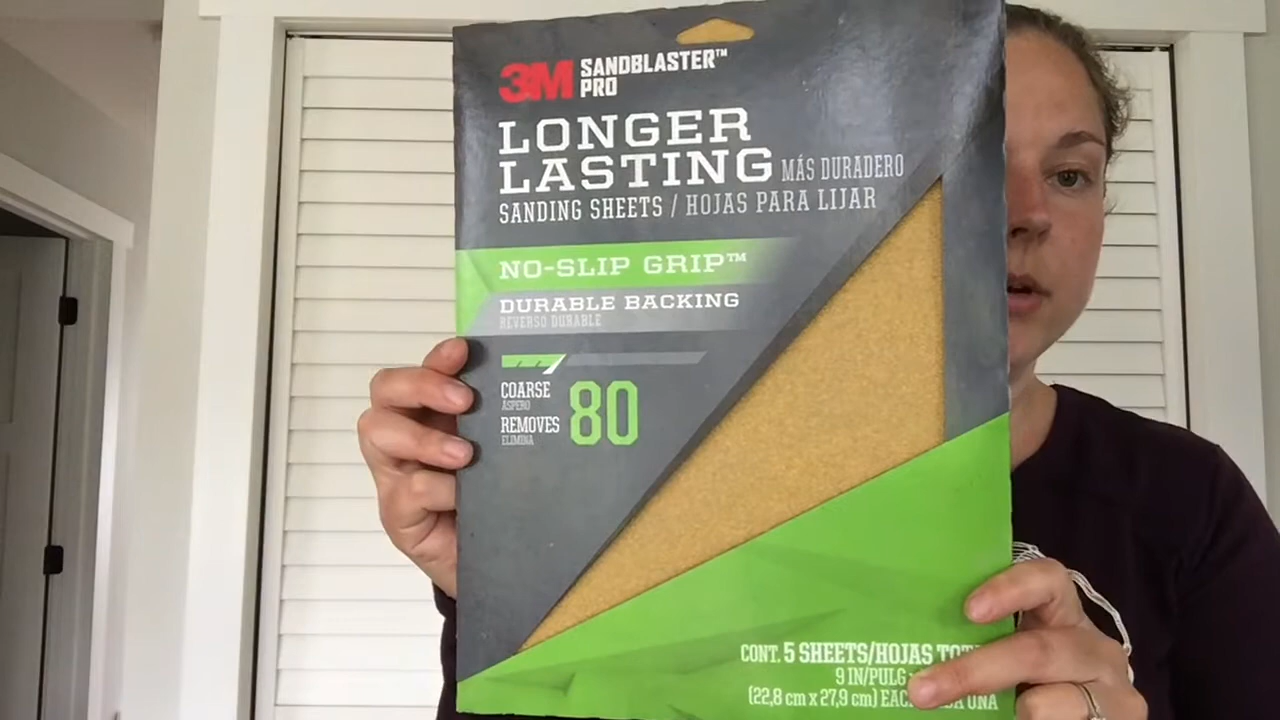 3M SANDBLASTER™
PRO
LONGER
LASTING MÁS DURADERO
SANDING SHEETS / HOJAS PARA LIJAR
NO-SLIP GRIP™
DURABLE BACKING
REVERSO DURABLE
COARSE
ÁSPERO
80
REMOVES
ELIMINA
CONT. 5 SHEETS/HOJAS
9 IN/PULG
(22,8 cm x 27,9 cm) UNA